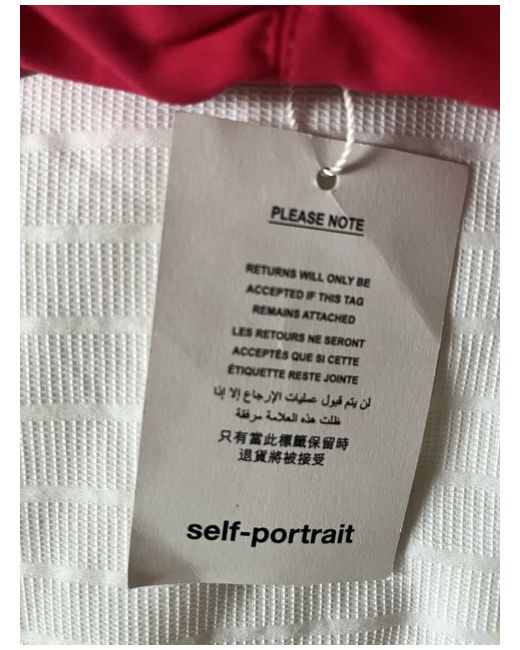 PLEASE NOTE
RETURNS WILL ONLY BE
ACCEPTED IF THIS TAG
REMAINS ATTACHED
LES RETOURS NE SERONT
ACCEPTÉS QUE SI CETTE
ÉTIQUETTE RESTE JOINTE
لن يتم قبول عمليات الإرجاع إلا إذا
ظلت هذه العلامة مرفقة
只有當此標籤保留時
退貨將被接受
self-portrait